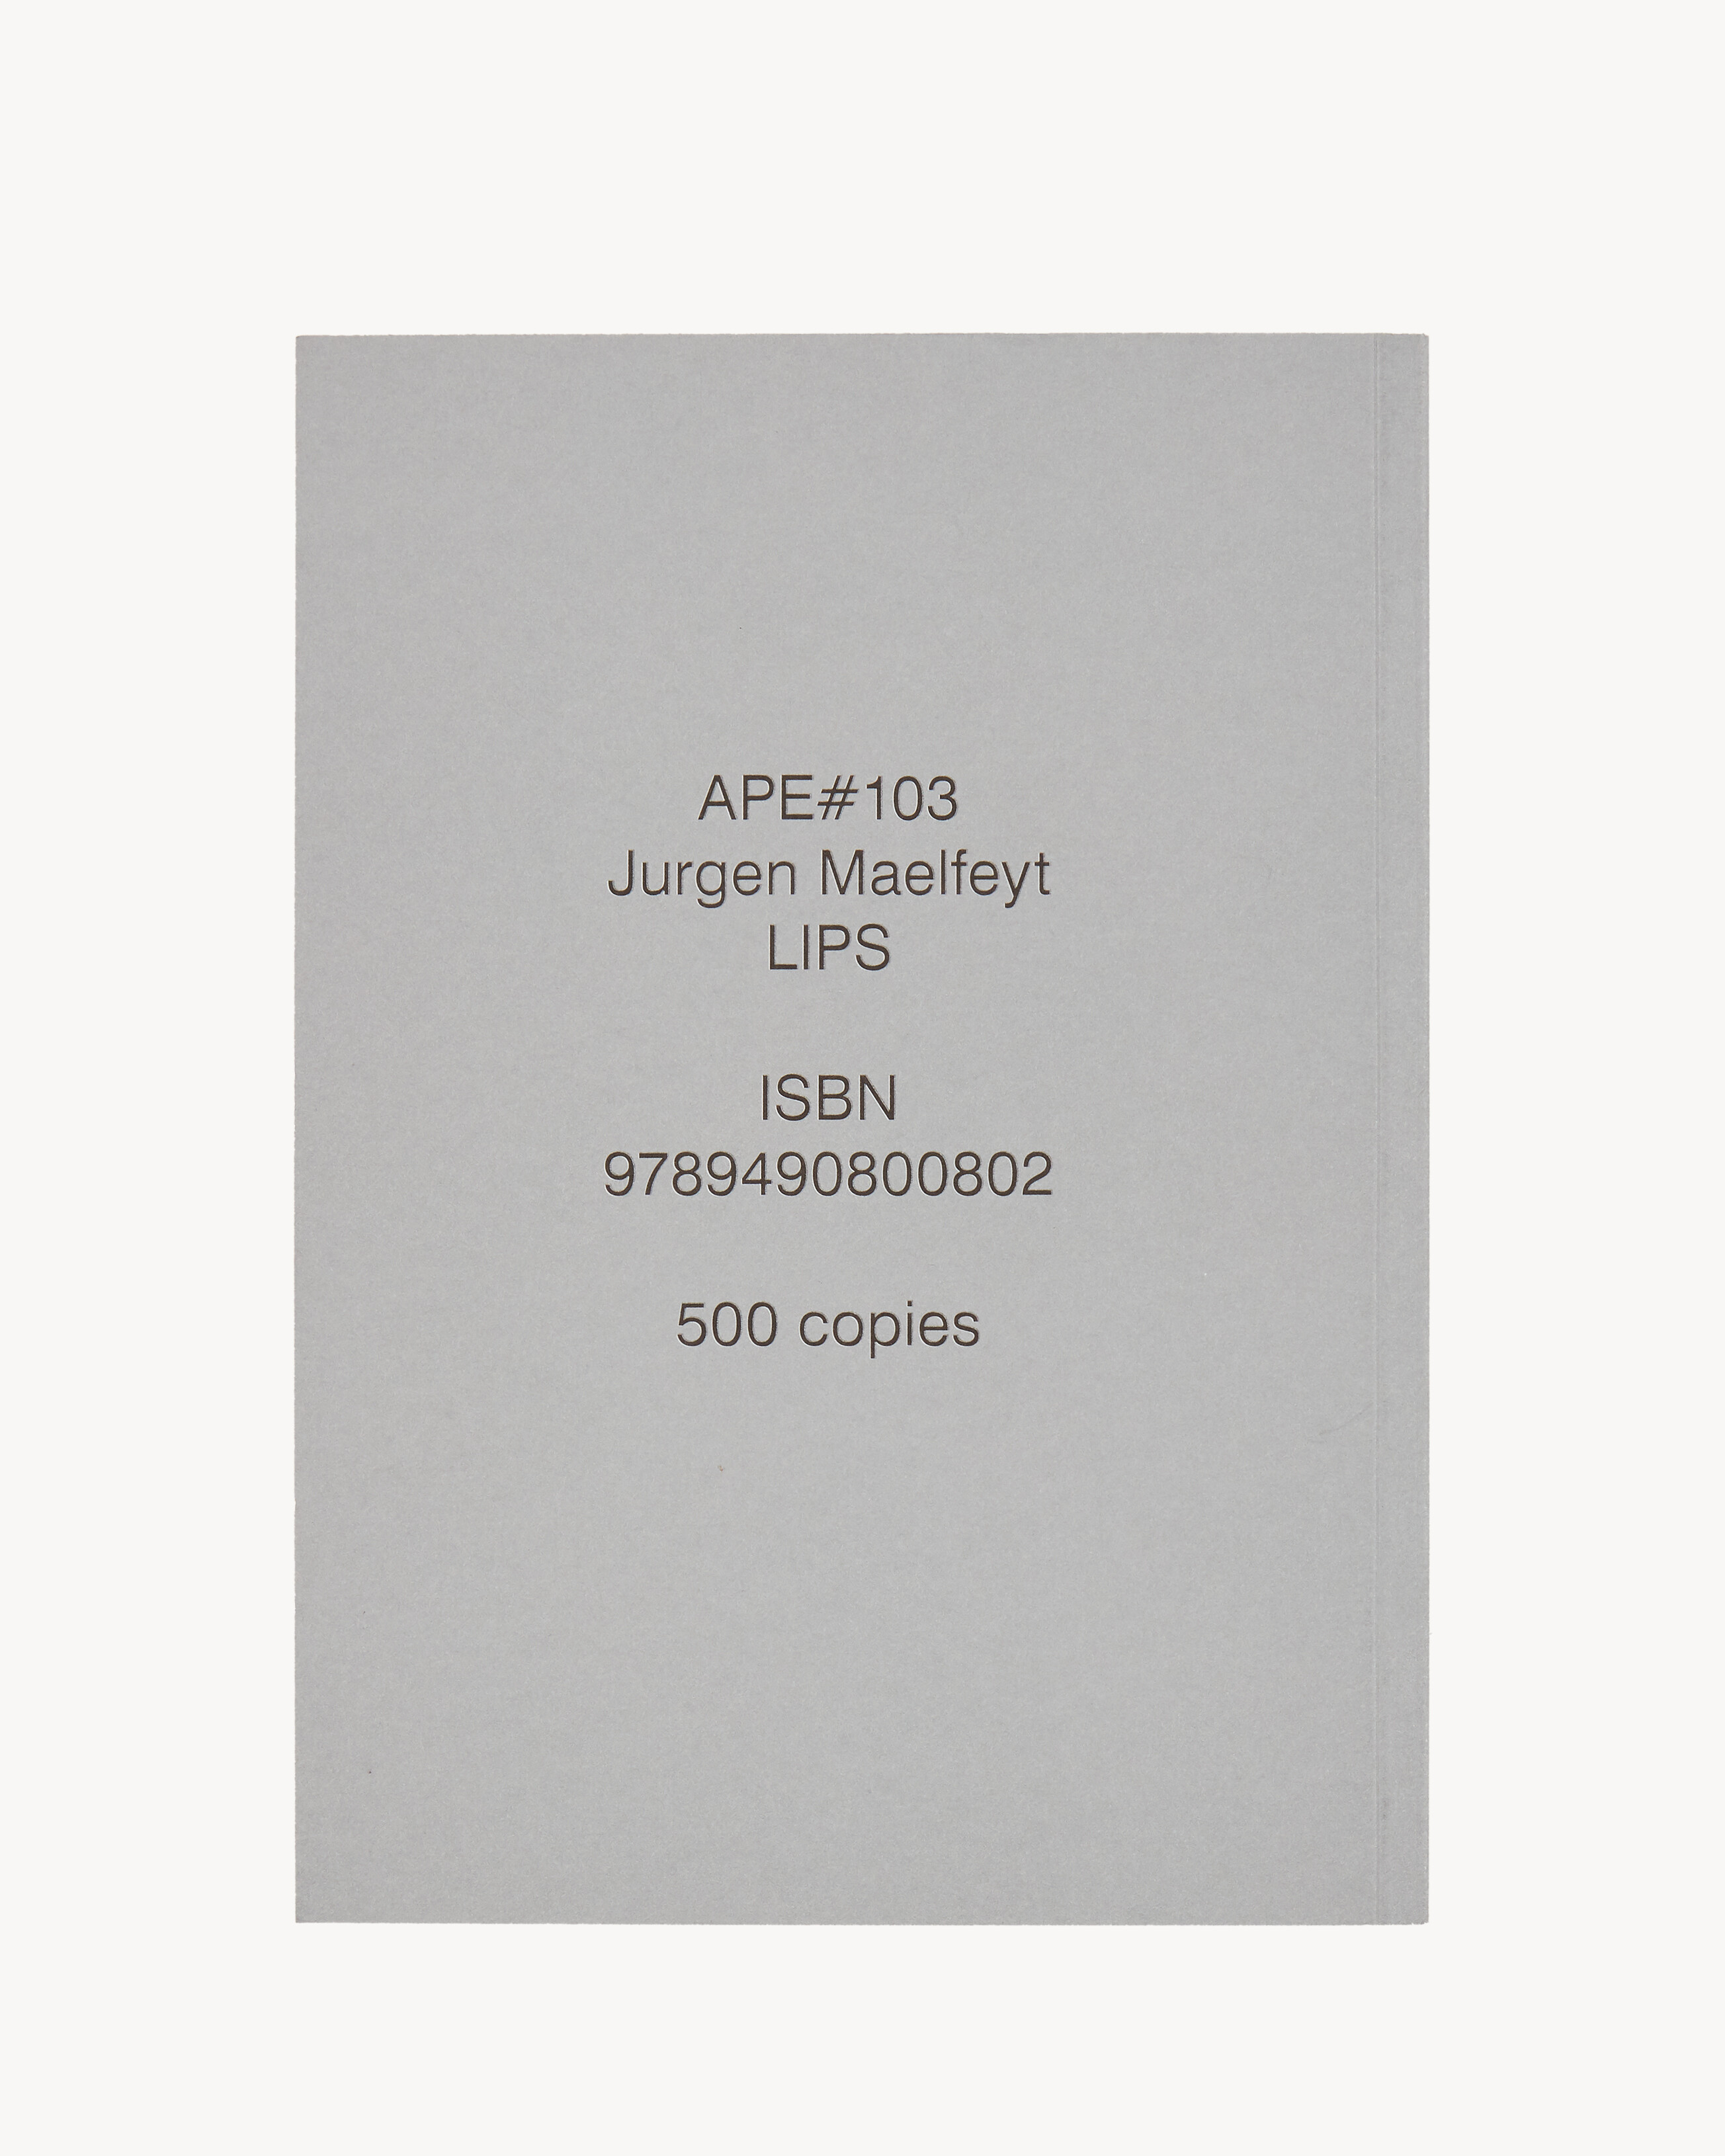 APE#103
Jurgen Maelfeyt
LIPS
ISBN
9789490800802
500 copies